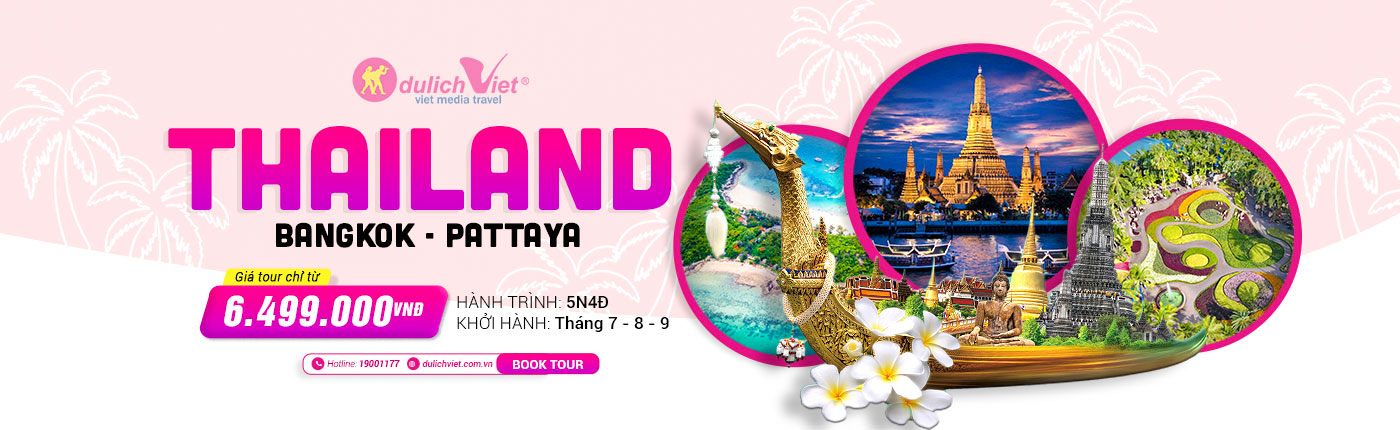 dulichViet®
viet media travel
THAILAND
BANGKOK - PATTAYA
Giá tour chỉ từ
6.499.000VNĐ
HÀNH TRÌNH: 5N4Đ
KHỞI HÀNH: Tháng 7 - 8 - 9
Hotline: 19001177 dulichviet.com.vn BOOK TOUR